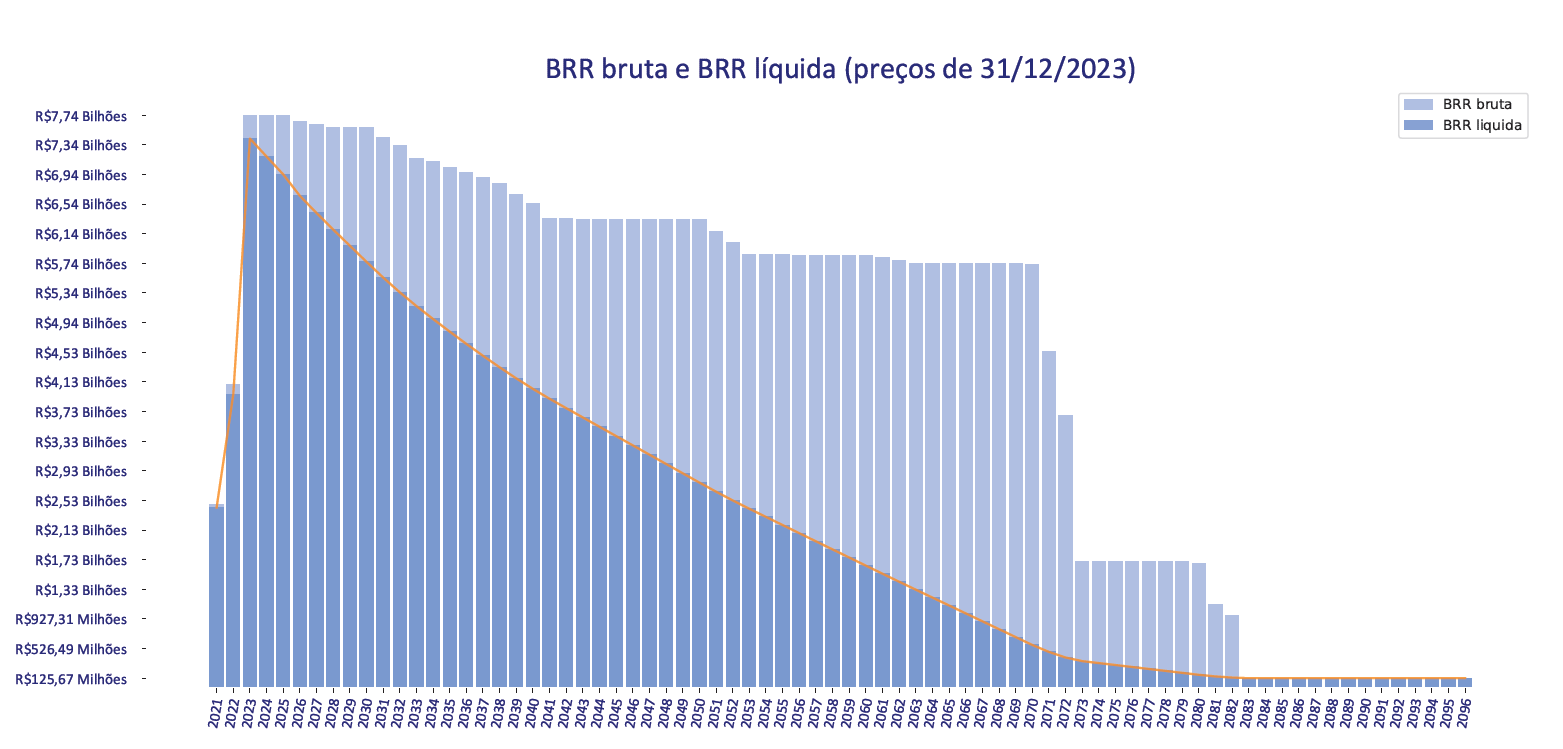 BRR bruta e BRR líquida (preços de 31/12/2023)
BRR bruta
BRR liquida
R$7,74 Bilhões
R$7,34 Bilhões
R$6,94 Bilhões
R$6,54 Bilhões
R$6,14 Bilhões
R$5,74 Bilhões
R$5,34 Bilhões
R$4,94 Bilhões
R$4,53 Bilhões
R$4,13 Bilhões
R$3,73 Bilhões
R$3,33 Bilhões
R$2,93 Bilhões
R$2,53 Bilhões
R$2,13 Bilhões
R$1,73 Bilhões
R$1,33 Bilhões
R$927,31 Milhões
R$526,49 Milhões
R$125,67 Milhões
2021 2022 2023 2024 2025 2026 2027 2028 2029 2030 2031 2032 2033 2034 2035 2036 2037 2038 2039 2040 2041 2042 2043 2044 2045 2046 2047 2048 2049 2050 2051 2052 2053 2054 2055 2056 2057 2058 2059 2060 2061 2062 2063 2064 2065 2066 2067 2068 2069 2070 2071 2072 2073 2074 2075 2076 2077 2078 2079 2080 2081 2082 2083 2084 2085 2086 2087 2088 2089 2090 2091 2092 2093 2094 2095 2096